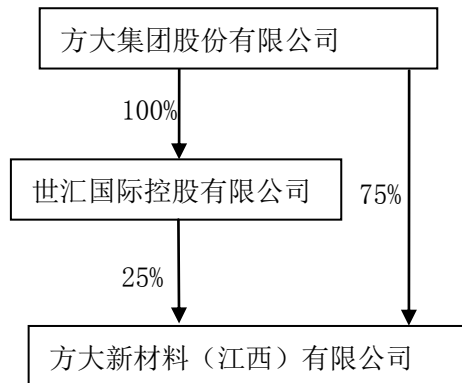 方大集团股份有限公司
100%
世汇国际控股有限公司
75%
25%
方大新材料（江西）有限公司